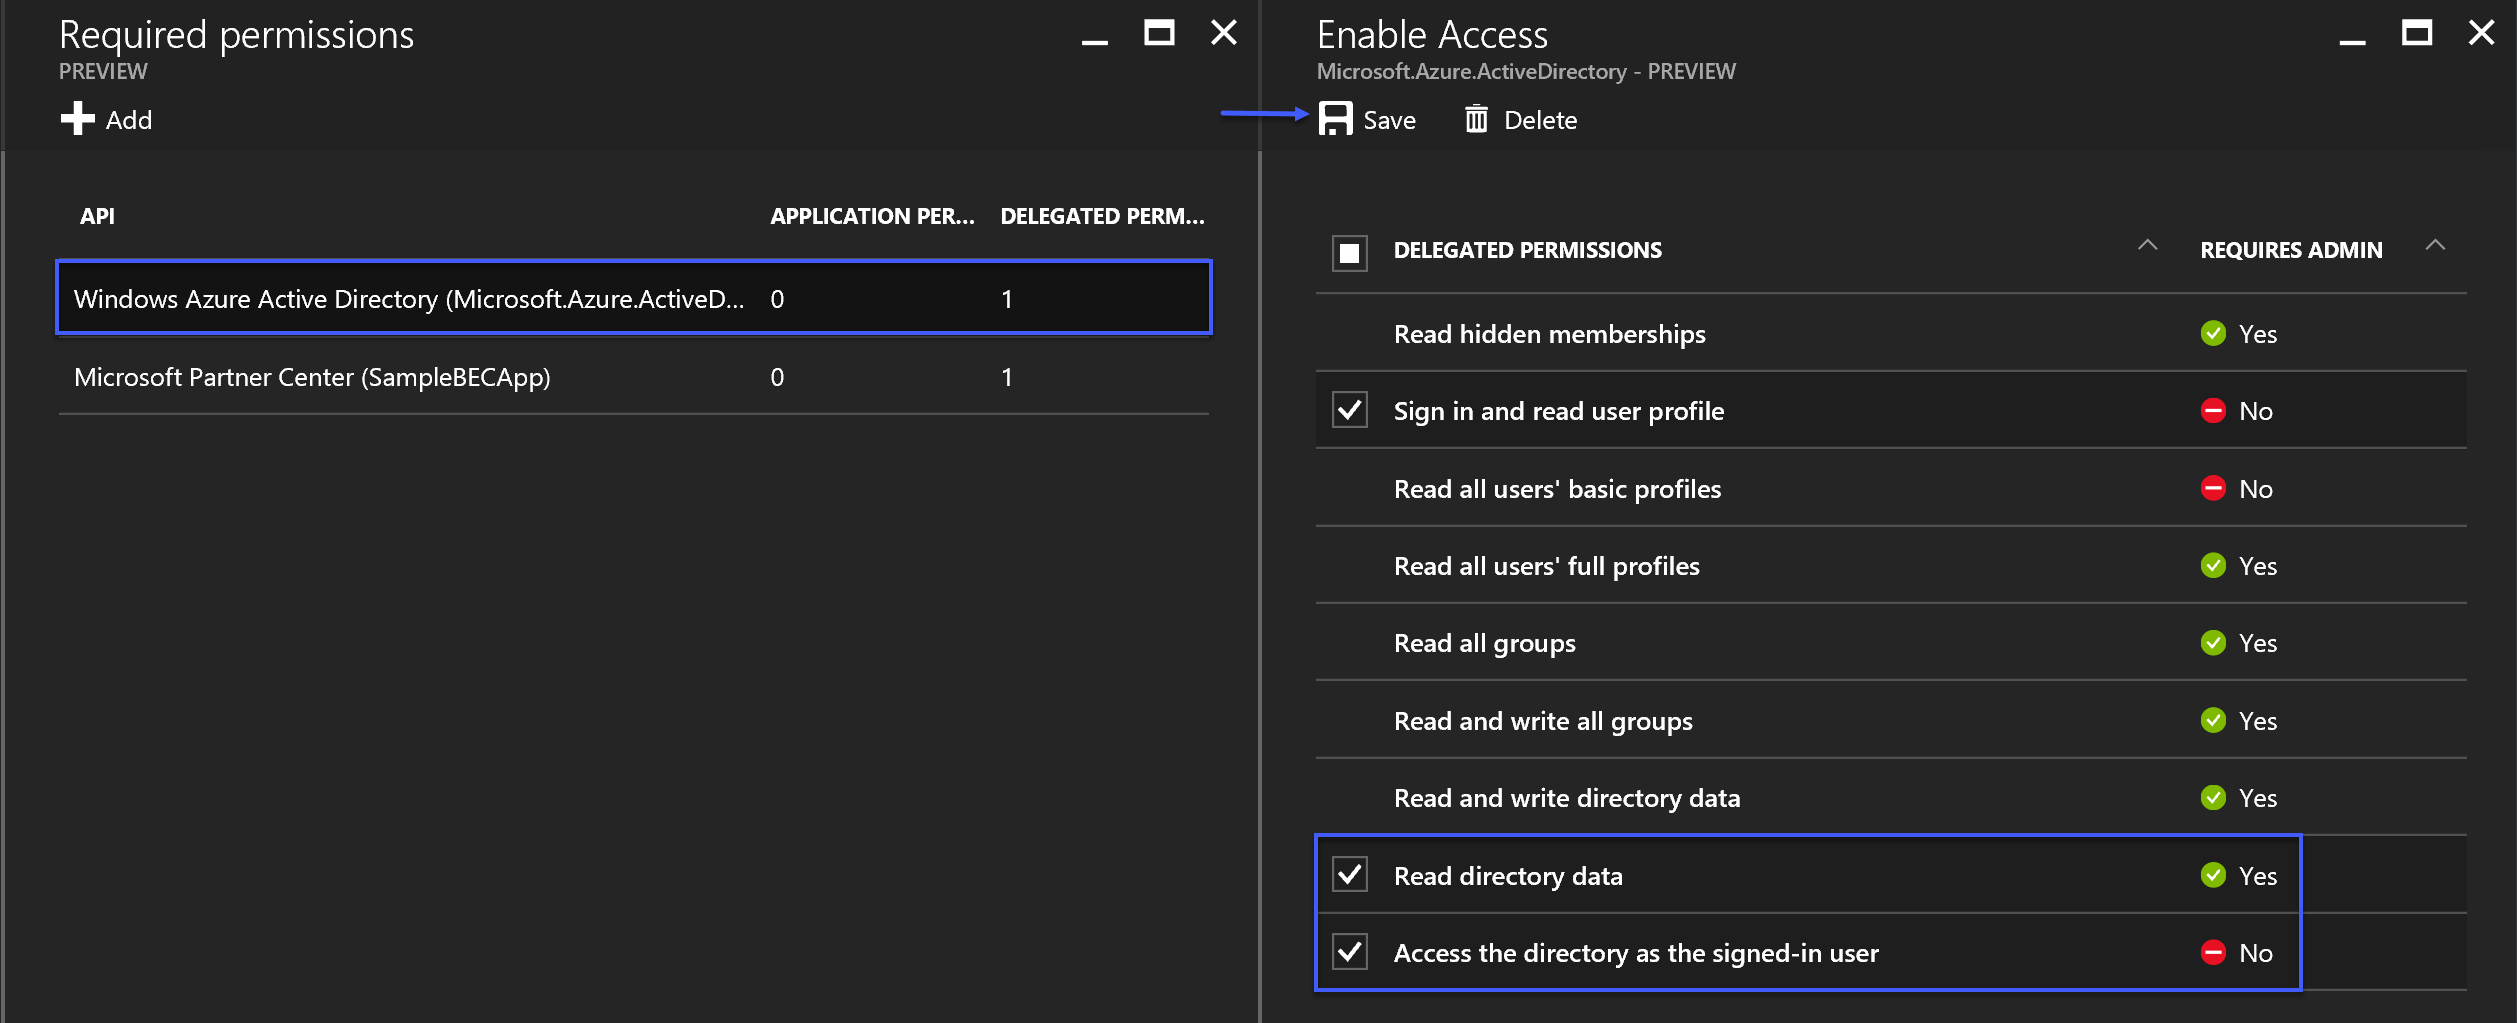 Required permissions
PREVIEW
Add
API APPLICATION PER... DELEGATED PERM...
Windows Azure Active Directory (Microsoft.Azure.ActiveD... 0 1
Microsoft Partner Center (SampleBECApp) 0 1
Enable Access
Microsoft.Azure.ActiveDirectory - PREVIEW
Save Delete
DELEGATED PERMISSIONS REQUIRES ADMIN
Read hidden memberships Yes
Sign in and read user profile No
Read all users' basic profiles No
Read all users' full profiles Yes
Read all groups Yes
Read and write all groups Yes
Read and write directory data Yes
Read directory data Yes
Access the directory as the signed-in user No